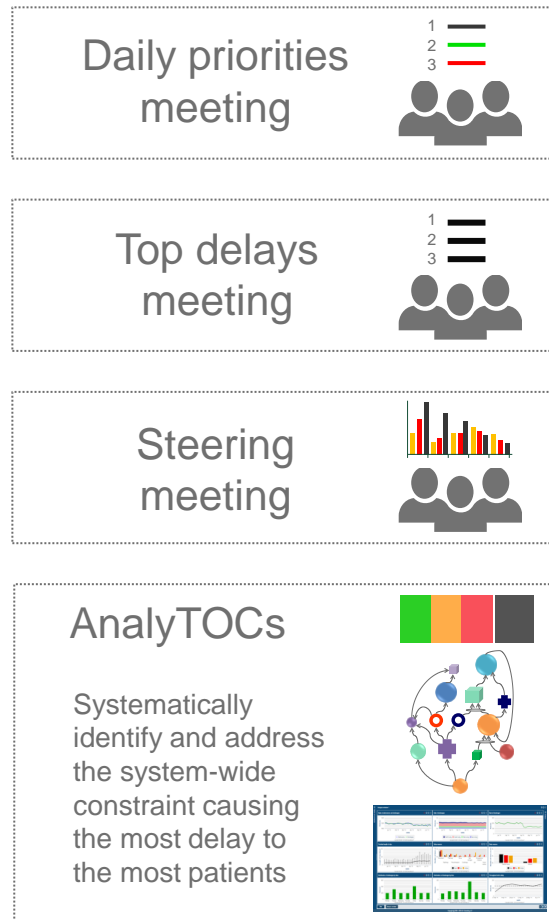 Daily priorities
meeting
1
2
3
Top delays
meeting
1
2
3
Steering
meeting
AnalyTOCs
Systematically
identify and address
the system-wide
constraint causing
the most delay to
the most patients